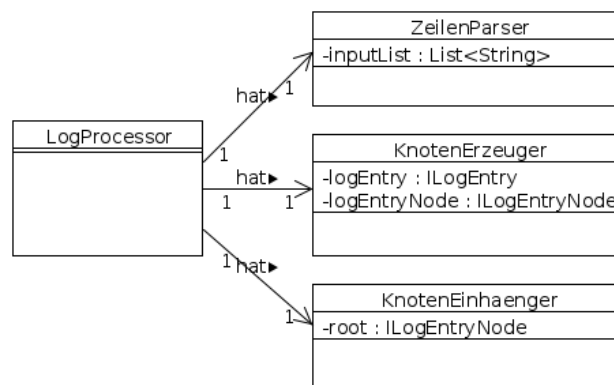 ZeilenParser
-inputList : List<String>
hat▶
1
1
LogProcessor
KnotenErzeuger
-logEntry : ILogEntry
-logEntryNode : ILogEntryNode
hat▶
1
1
hat▶
1
1
KnotenEinhaenger
-root : ILogEntryNode